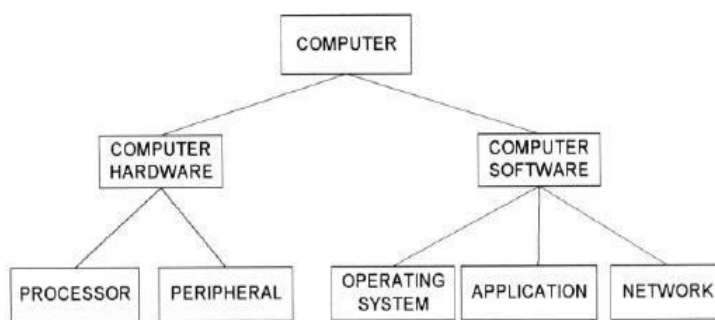 COMPUTER
COMPUTER
HARDWARE
COMPUTER
SOFTWARE
PROCESSOR
PERIPHERAL
OPERATING
SYSTEM
APPLICATION
NETWORK